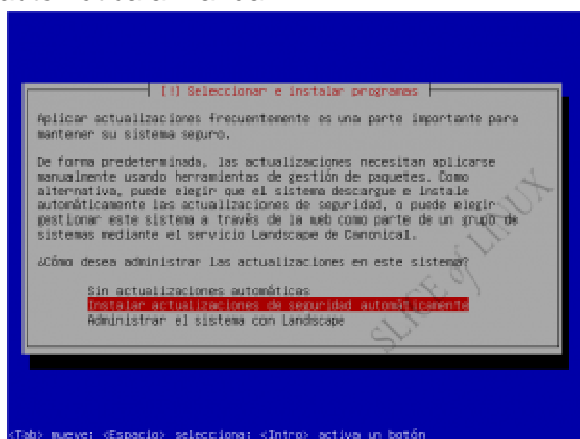 [!] Seleccionar e instalar programas
Aplicar actualizaciones frecuentemente es una parte importante para
mantener su sistema seguro.
De forma predeterminada, las actualizaciones necesitan aplicarse
manualmente usando herramientas de gestión de paquetes. Como
alternativa, puede elegir que el sistema descargue e instale
automáticamente las actualizaciones de seguridad, o puede elegir
gestionar este sistema a través de la web como parte de un grupo de
sistemas mediante el servicio Landscape de Canonical.
¿Cómo desea administrar las actualizaciones en este sistema?
Sin actualizaciones automáticas
Instalar actualizaciones de seguridad automáticamente
Administrar el sistema con Landscape
SLICE of LINUX
<Tab> mueve; <Espacio> selecciona; <Intro> activa un botón